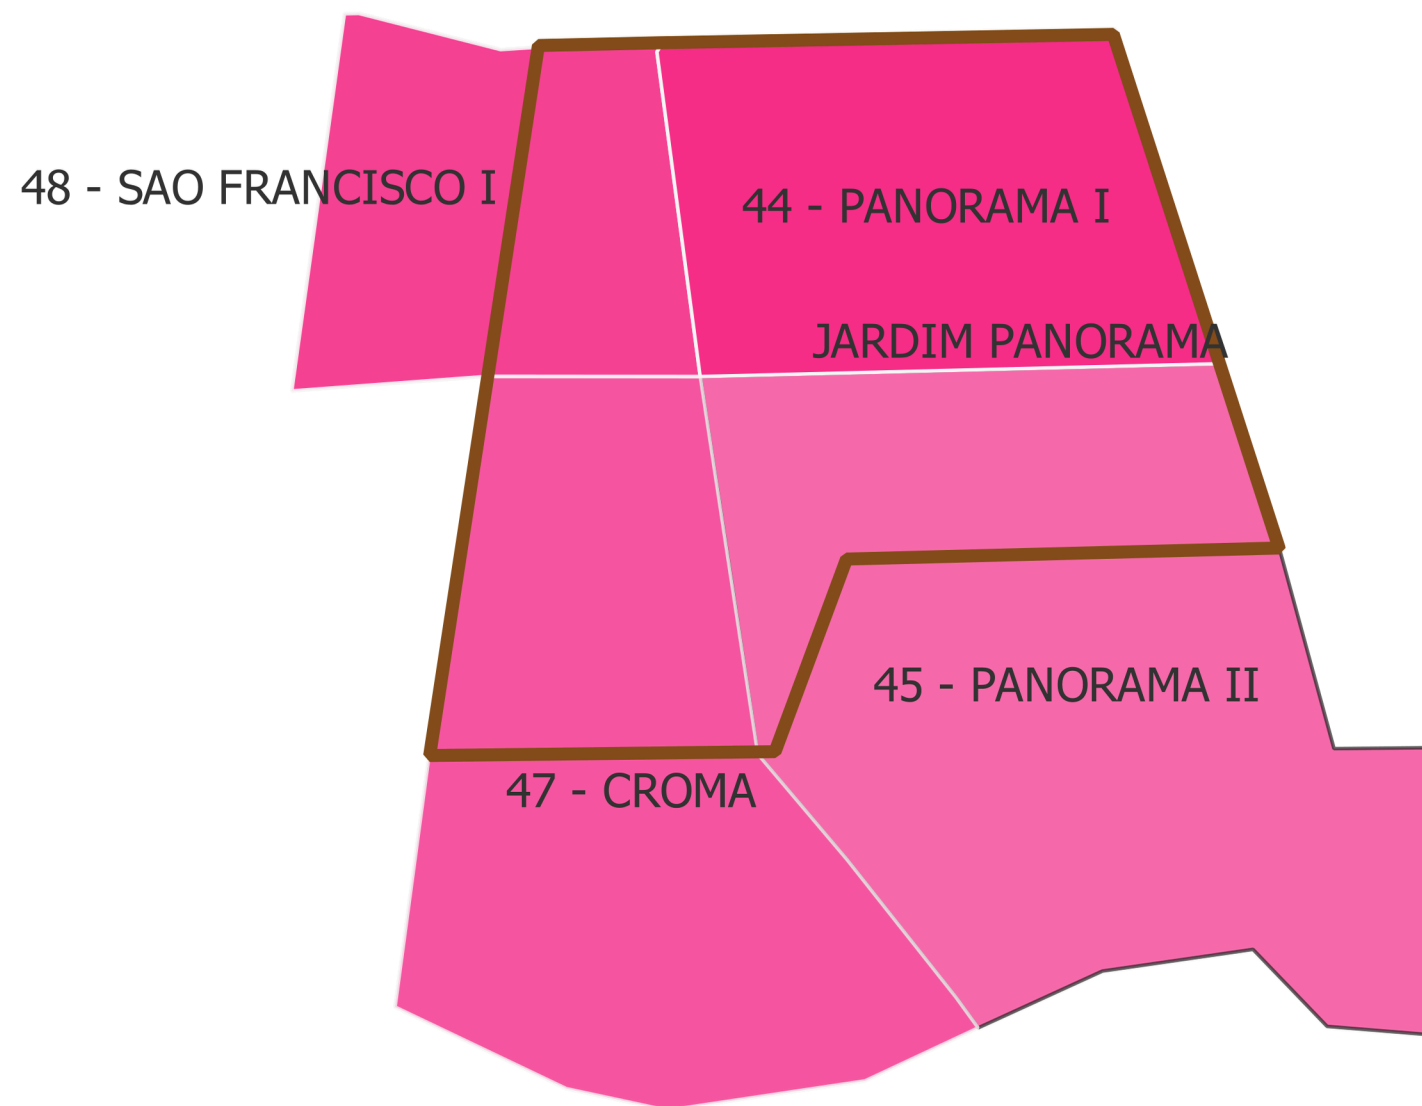 48 - SAO FRANCISCO I
44 - PANORAMA I
JARDIM PANORAMA
45 - PANORAMA II
47 - CROMA